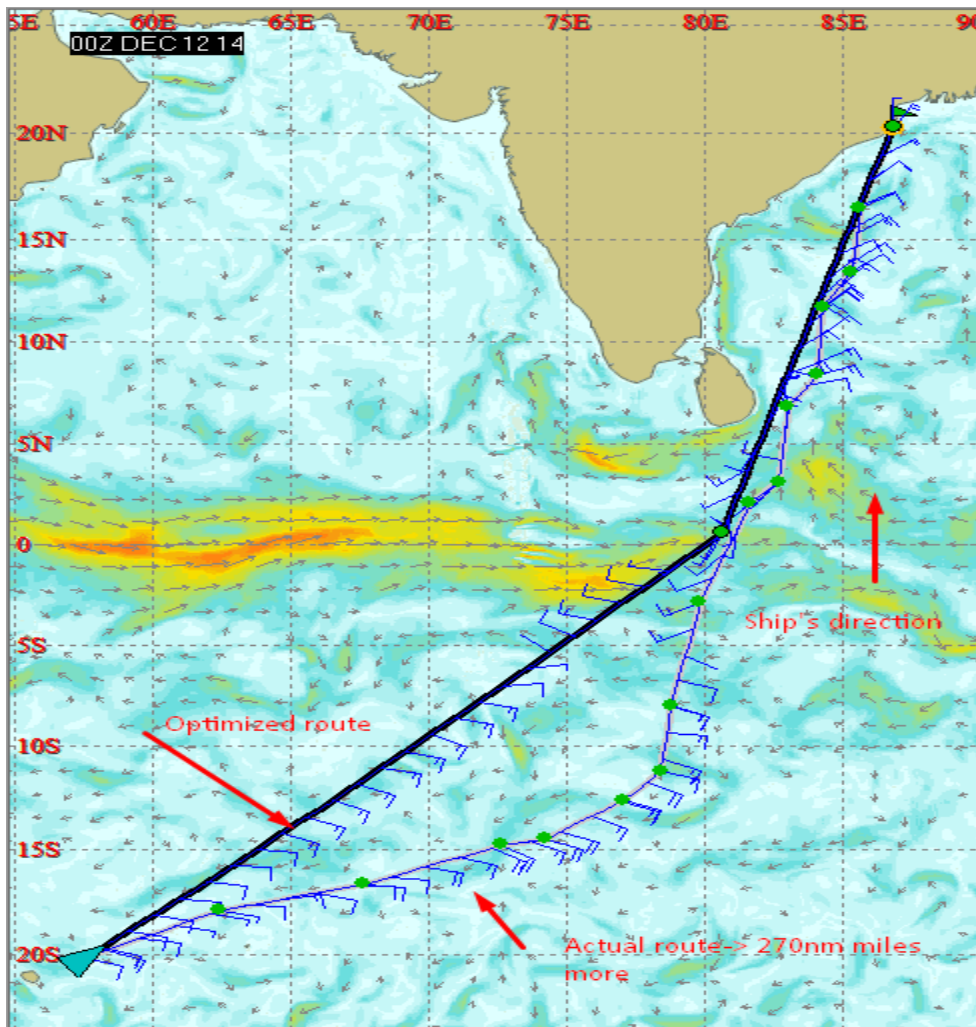 5E 60E 65E 70E 75E 80E 85E 90
00Z DEC 12 14
20N
15N
10N
5N
0
Ship's direction
5S
Optimized route
10S
15S
Actual route-> 270nm miles
more
20S